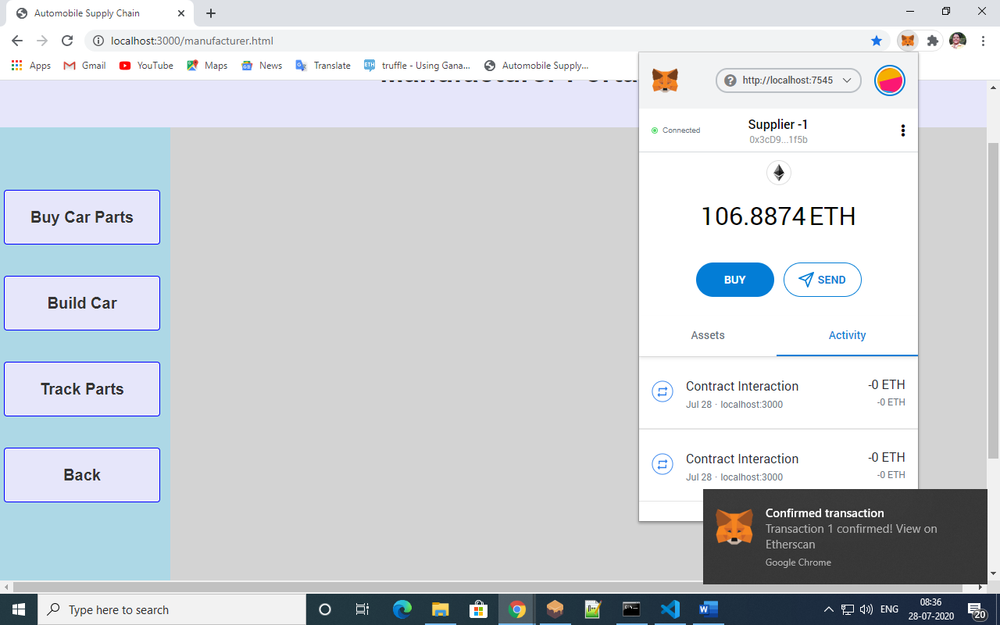 Automobile Supply Chain
localhost:3000/manufacturer.html
Apps
Gmail
YouTube
Maps
News
Translate
ETH
truffle - Using Gana...
Automobile Supply...
Buy Car Parts
Build Car
Track Parts
Back
http://localhost:7545
Connected
Supplier -1
0x3cD9...1f5b
106.8874 ETH
BUY
SEND
Assets
Activity
Contract Interaction
-0 ETH
Jul 28 · localhost:3000
-0 ETH
Contract Interaction
-0 ETH
Jul 28 · localhost:3000
-0 ETH
Confirmed transaction
Transaction 1 confirmed! View on
Etherscan
Google Chrome
Type here to search
ENG
08:36
28-07-2020
20